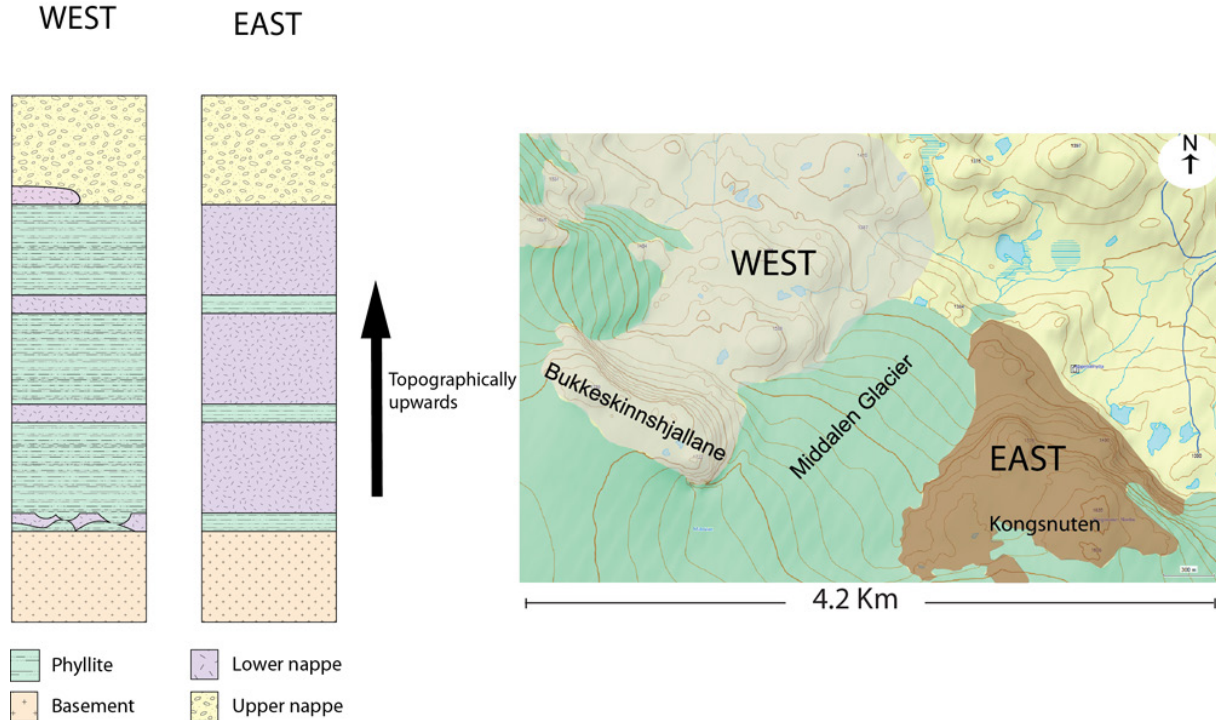 WEST
EAST
Topographically
upwards
Phyllite
Lower nappe
Basement
Upper nappe
N
WEST
Bukkeskinnshjallane
Middalen Glacier
EAST
Kongsnuten
4.2 Km